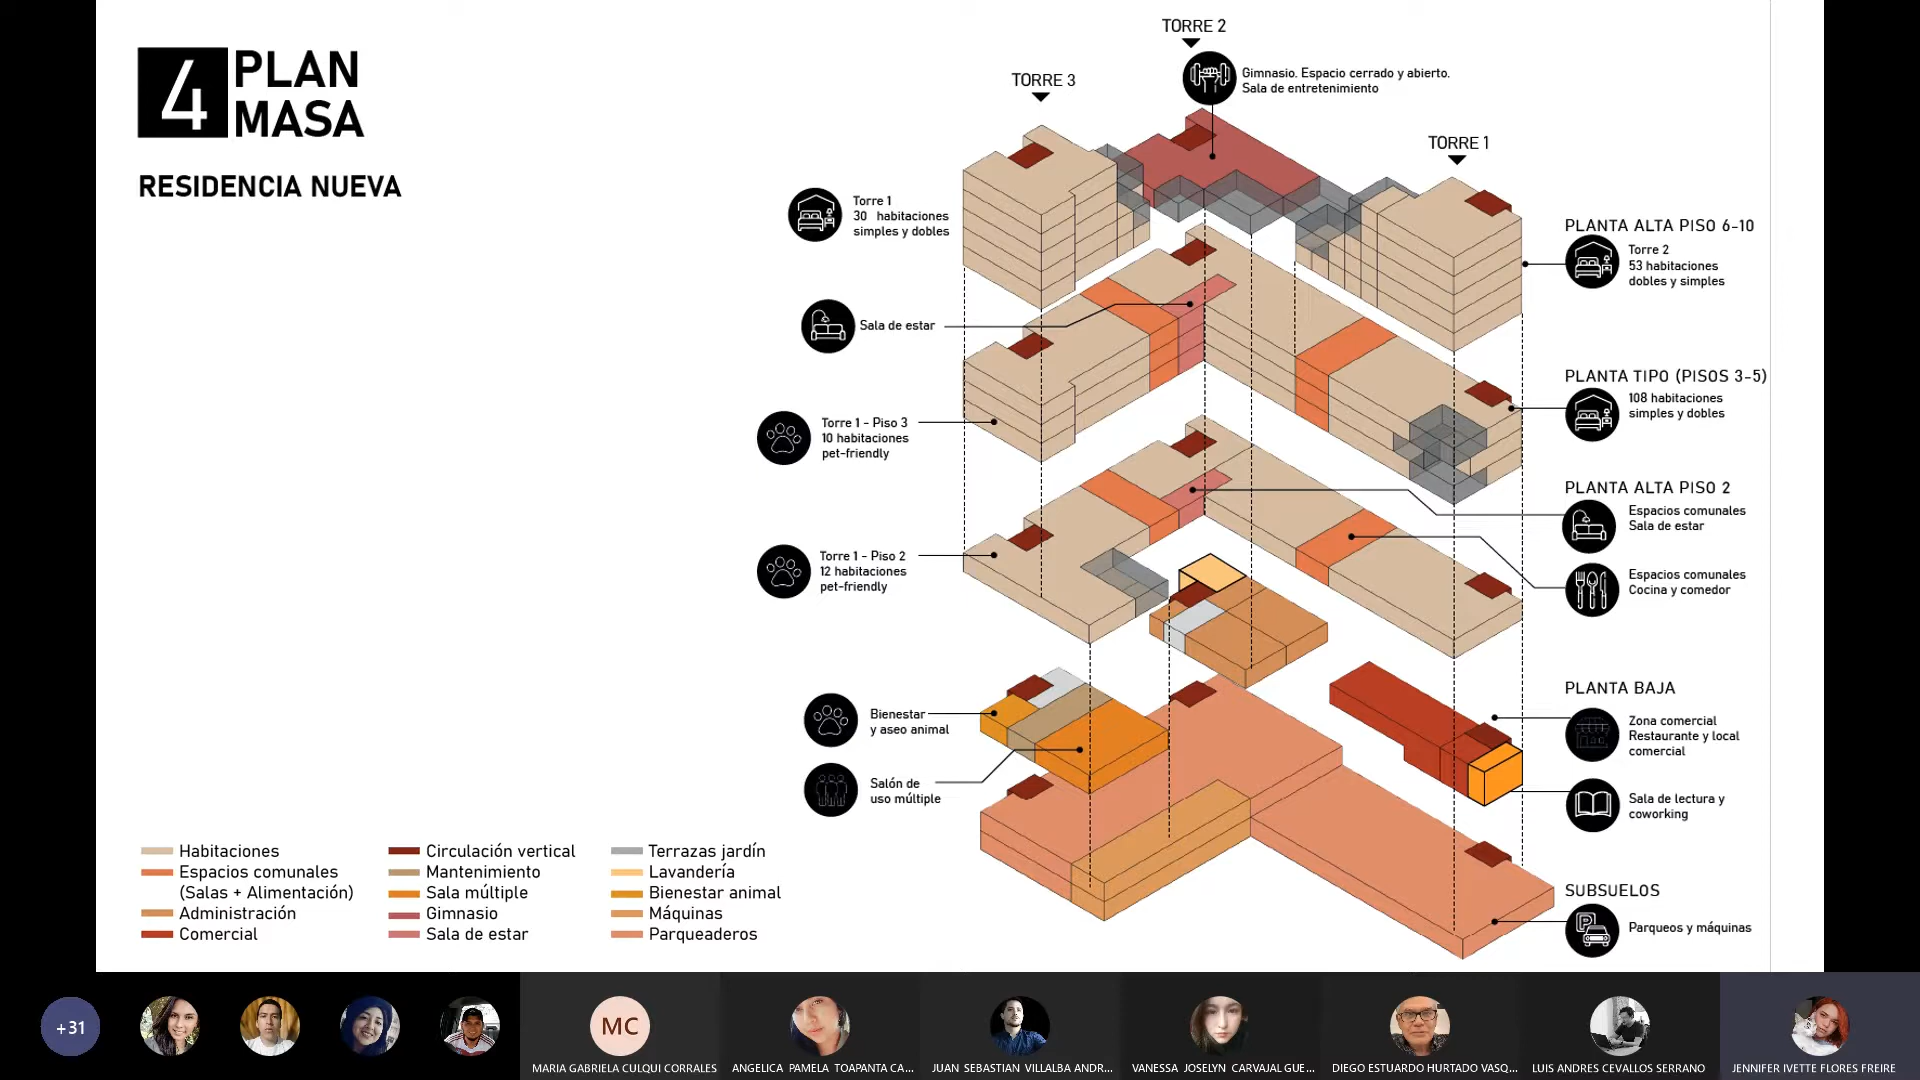 4 PLAN
MASA
RESIDENCIA NUEVA
TORRE 2
TORRE 3
Gimnasio. Espacio cerrado y abierto.
Sala de entretenimiento
TORRE 1
Torre 1
30 habitaciones
simples y dobles
PLANTA ALTA PISO 6-10
Torre 2
53 habitaciones
dobles y simples
Sala de estar
PLANTA TIPO (PISOS 3-5)
108 habitaciones
simples y dobles
Torre 1 - Piso 3
10 habitaciones
pet-friendly
PLANTA ALTA PISO 2
Espacios comunales
Sala de estar
Torre 1 - Piso 2
12 habitaciones
pet-friendly
Espacios comunales
Cocina y comedor
PLANTA BAJA
Bienestar
y aseo animal
Zona comercial
Restaurante y local
comercial
Salón de
uso múltiple
Sala de lectura y
coworking
SUBSUELOS
P
Parqueos y máquinas
Habitaciones
Espacios comunales
(Salas + Alimentación)
Administración
Comercial
Circulación vertical
Mantenimiento
Sala múltiple
Gimnasio
Sala de estar
Terrazas jardín
Lavandería
Bienestar animal
Máquinas
Parqueaderos
+31
MC
MARIA GABRIELA CULQUI CORRALES
ANGELICA PAMELA TOAPANTA CA...
JUAN SEBASTIAN VILLALBA ANDR...
VANESSA JOSELYN CARVAJAL GUE...
DIEGO ESTUARDO HURTADO VASQ...
LUIS ANDRES CEVALLOS SERRANO
JENNIFER IVETTE FLORES FREIRE